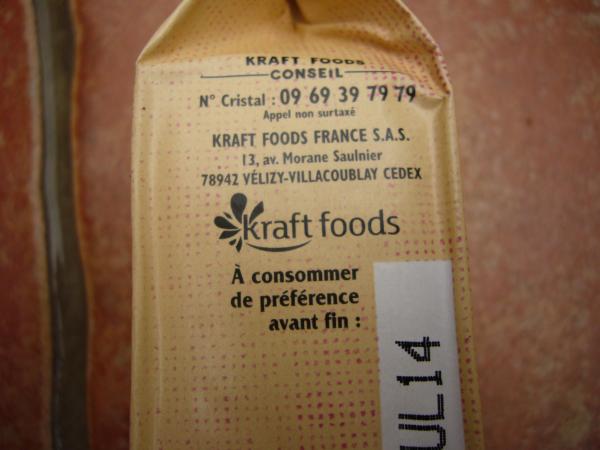 KRAFT FOODS
CONSEIL
N° Cristal : 09 69 39 79 79
Appel non surtaxé
KRAFT FOODS FRANCE S.A.S.
13, av. Morane Saulnier
78942 VÉLIZY-VILLACOUBLAY CEDEX
kraft foods
À consommer
de préférence
avant fin :
UL14